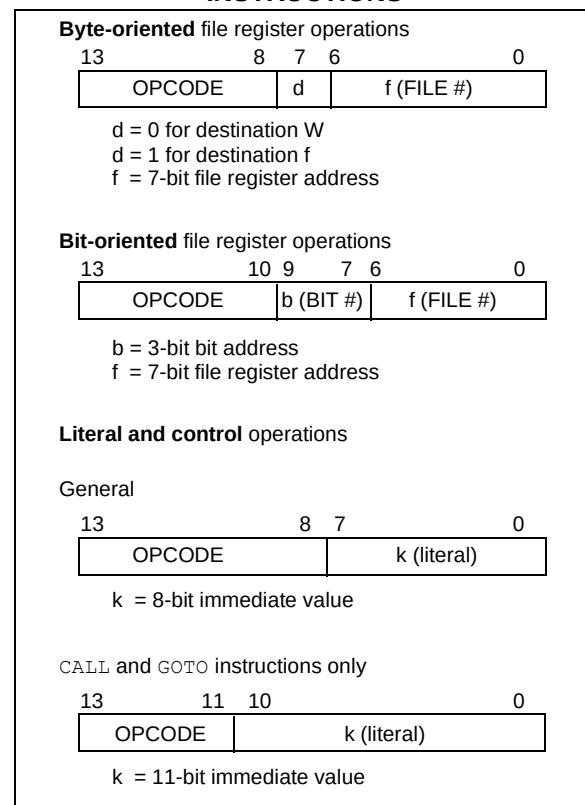 Byte-oriented file register operations
13 8 7 6 0
OPCODE d f (FILE #)
d = 0 for destination W
d = 1 for destination f
f = 7-bit file register address
Bit-oriented file register operations
13 10 9 7 6 0
OPCODE b (BIT #) f (FILE #)
b = 3-bit bit address
f = 7-bit file register address
Literal and control operations
General
13 8 7 0
OPCODE k (literal)
k = 8-bit immediate value
CALL and GOTO instructions only
13 11 10 0
OPCODE k (literal)
k = 11-bit immediate value